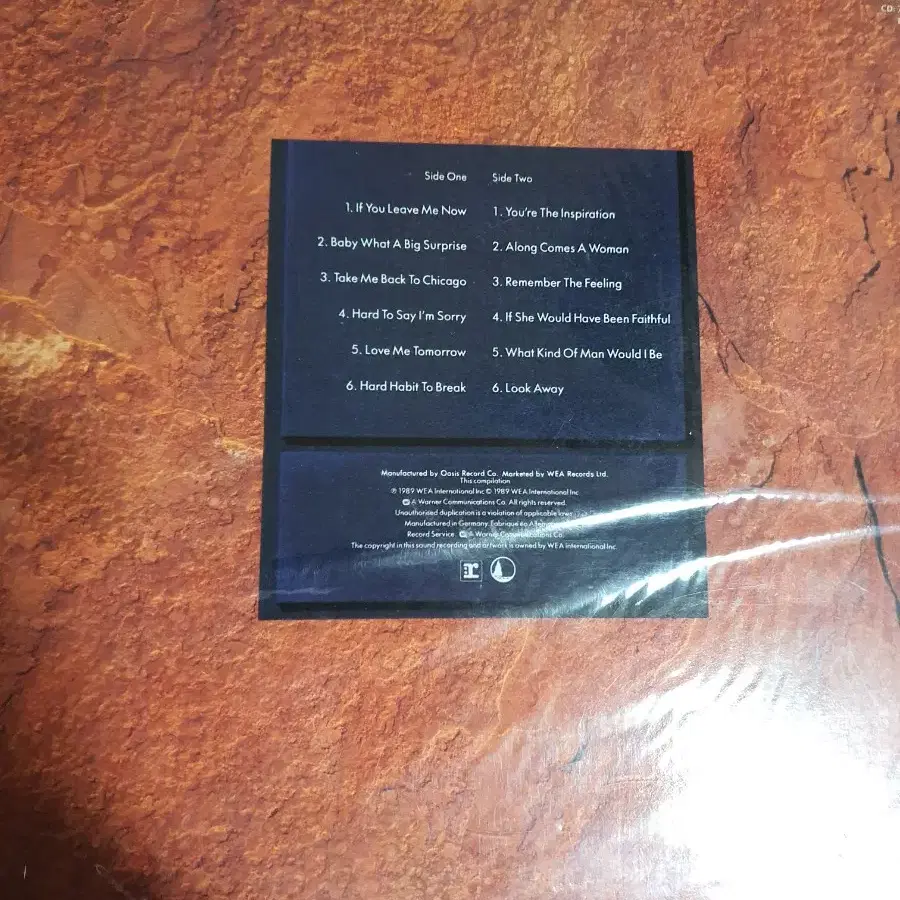 CD:
Side One
1. If You Leave Me Now
2. Baby What A Big Surprise
3. Take Me Back To Chicago
4. Hard To Say I'm Sorry
5. Love Me Tomorrow
6. Hard Habit To Break
Side Two
1. You're The Inspiration
2. Along Comes A Woman
3. Remember The Feeling
4. If She Would Have Been Faithful
5. What Kind Of Man Would I Be
6. Look Away
Manufactured by Oasis Record Co. Marketed by WEA Records Ltd.
This compilation
℗ 1989 WEA International Inc © 1989 WEA International Inc
A Warner Communications Co. All rights reserved.
Unauthorised duplication is a violation of applicable laws
Manufactured in Germany. Fabriqué en
Record Service. A Warner Communications Co.
The copyright in this sound recording and artwork is owned by WEA International Inc.